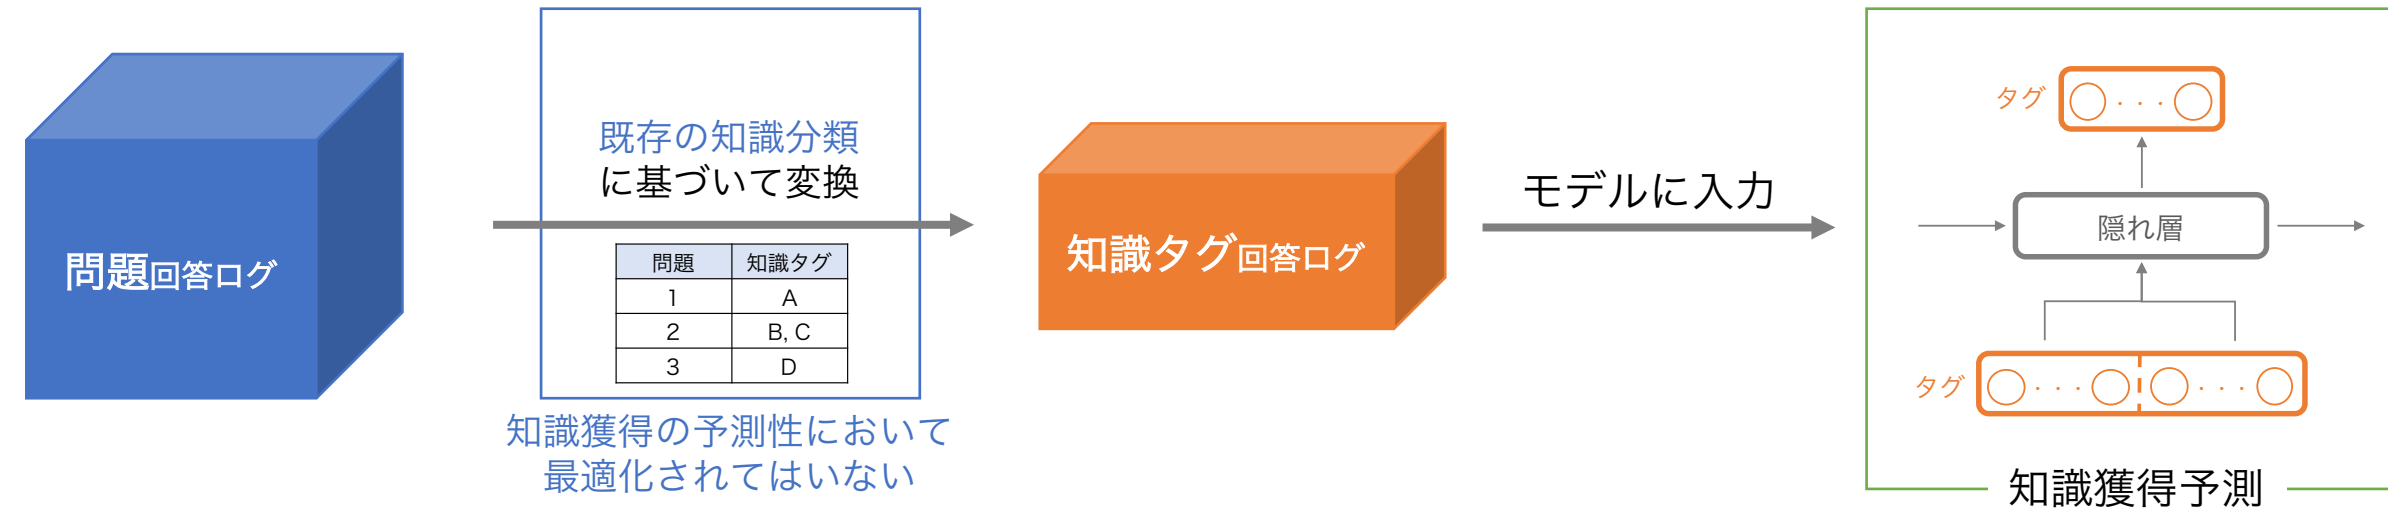 問題回答ログ
既存の知識分類
に基づいて変換
問題 知識タグ
1 A
2 B, C
3 D
知識獲得の予測性において
最適化されてはいない
知識タグ回答ログ
モデルに入力
タグ
隠れ層
タグ
知識獲得予測